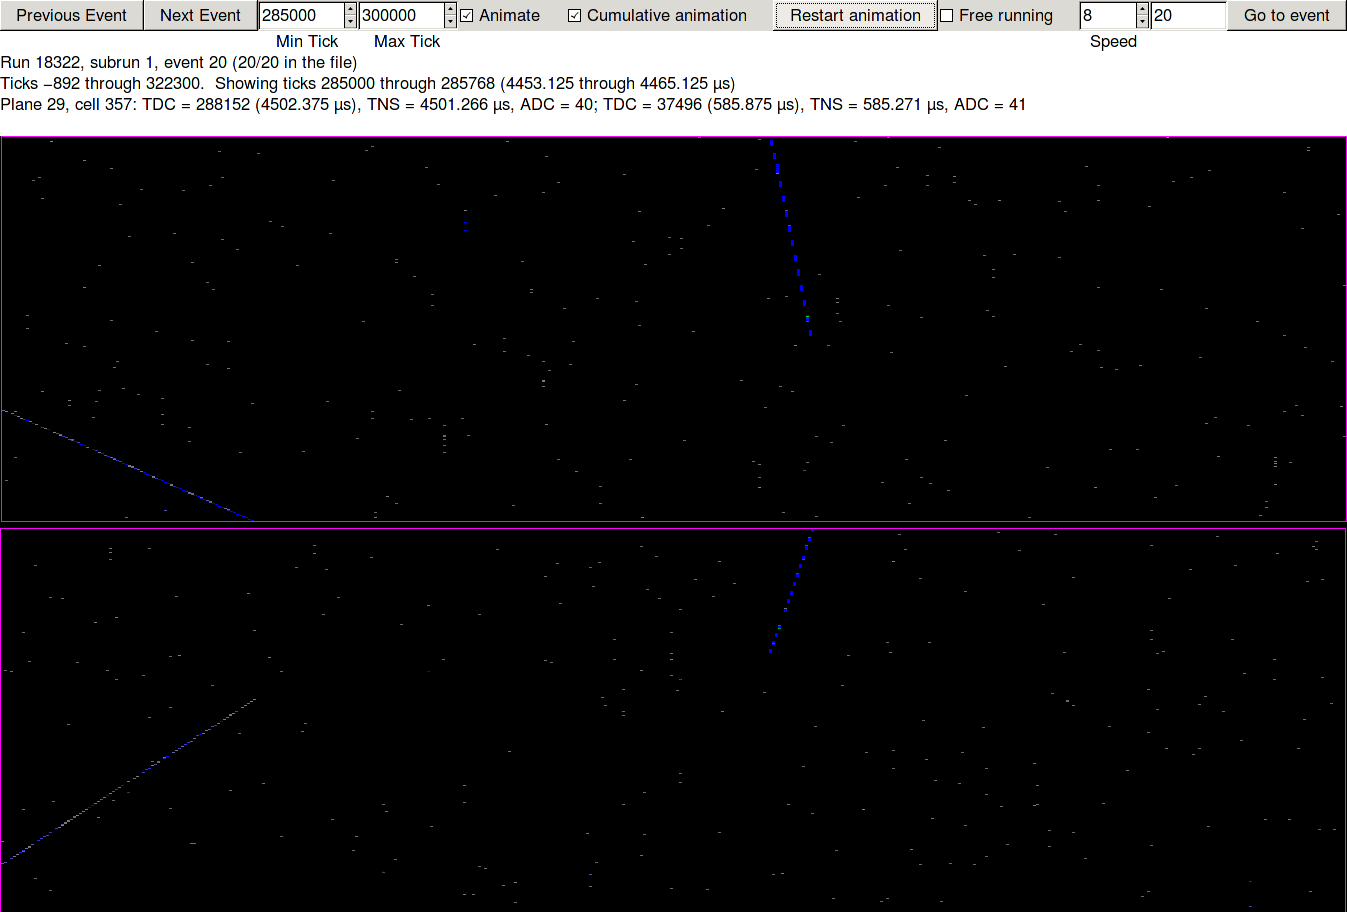 Previous Event Next Event 285000 300000 Animate Cumulative animation Restart animation Free running 8 20 Go to event
Min Tick Max Tick Speed
Run 18322, subrun 1, event 20 (20/20 in the file)
Ticks −892 through 322300. Showing ticks 285000 through 285768 (4453.125 through 4465.125 μs)
Plane 29, cell 357: TDC = 288152 (4502.375 μs), TNS = 4501.266 μs, ADC = 40; TDC = 37496 (585.875 μs), TNS = 585.271 μs, ADC = 41